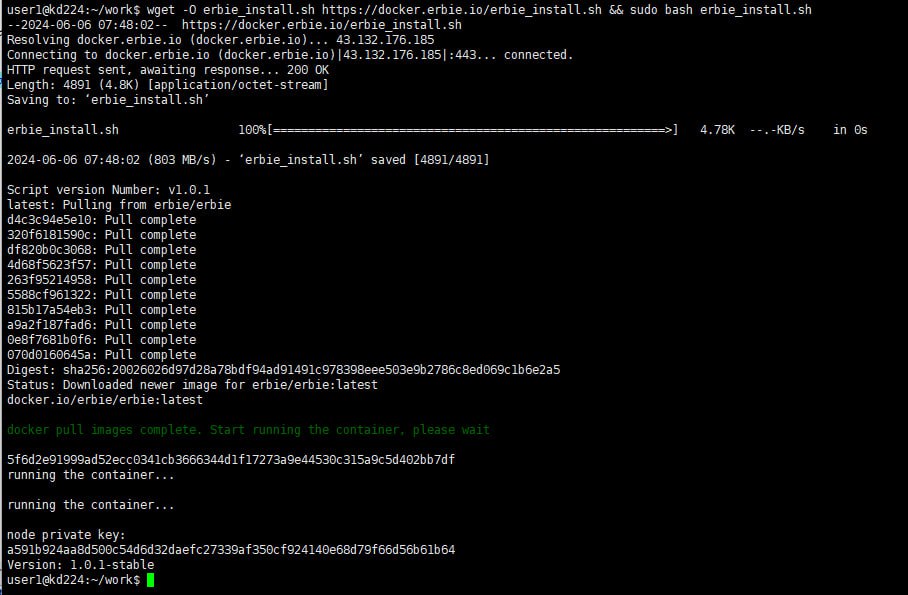 user1@kd224:~/work$ wget -O erbie_install.sh https://docker.erbie.io/erbie_install.sh && sudo bash erbie_install.sh
--2024-06-06 07:48:02--  https://docker.erbie.io/erbie_install.sh
Resolving docker.erbie.io (docker.erbie.io)... 43.132.176.185
Connecting to docker.erbie.io (docker.erbie.io)|43.132.176.185|:443... connected.
HTTP request sent, awaiting response... 200 OK
Length: 4891 (4.8K) [application/octet-stream]
Saving to: ‘erbie_install.sh’
erbie_install.sh                 100%[========================================================>]   4.78K  --.-KB/s    in 0s
2024-06-06 07:48:02 (803 MB/s) - ‘erbie_install.sh’ saved [4891/4891]
Script version Number: v1.0.1
latest: Pulling from erbie/erbie
d4c3c94e5e10: Pull complete
320f6181590c: Pull complete
df820b0c3068: Pull complete
4d68f5623f57: Pull complete
263f95214958: Pull complete
5588cf961322: Pull complete
815b17a54eb3: Pull complete
a9a2f187fad6: Pull complete
0e8f7681b0f6: Pull complete
070d0160645a: Pull complete
Digest: sha256:20026026d97d28a78bdf94ad91491c978398eee503e9b2786c8ed069c1b6e2a5
Status: Downloaded newer image for erbie/erbie:latest
docker.io/erbie/erbie:latest
docker pull images complete. Start running the container, please wait
5f6d2e91999ad52ecc0341cb3666344d1f17273a9e44530c315a9c5d402bb7df
running the container...
running the container...
node private key:
a591b924aa8d500c54d6d32daefc27339af350cf924140e68d79f66d56b61b64
Version: 1.0.1-stable
user1@kd224:~/work$